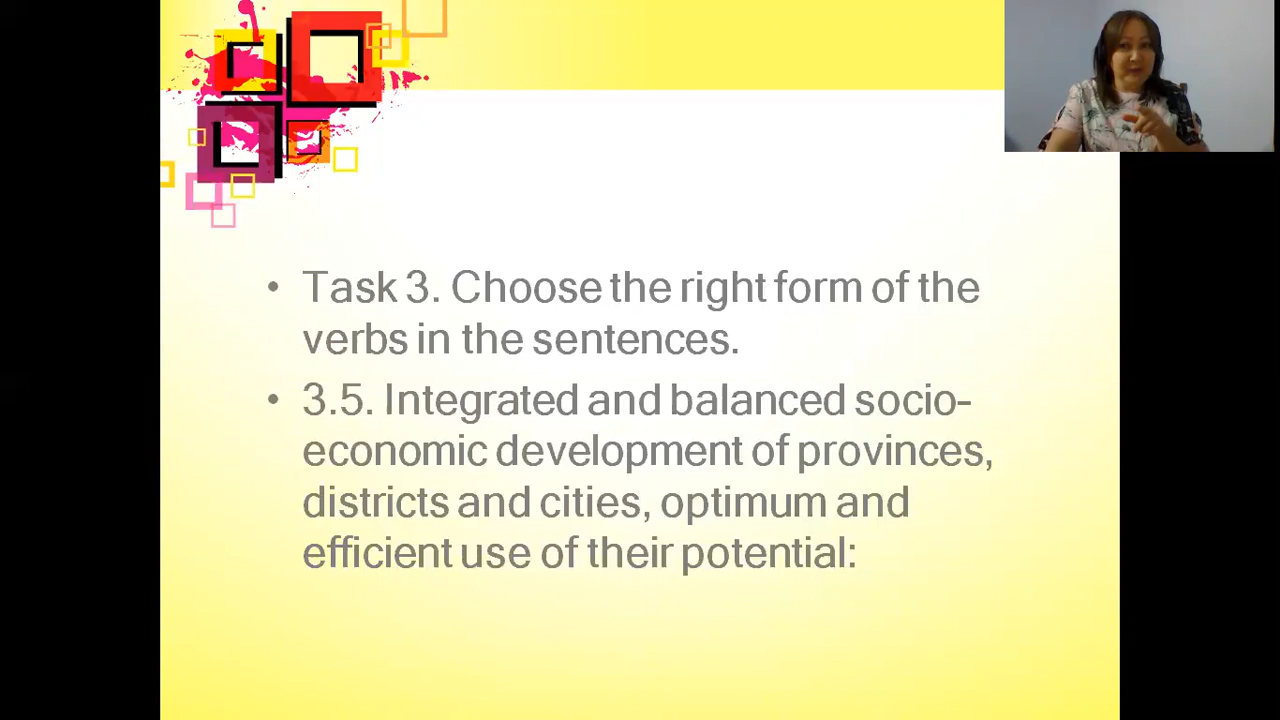 • Task 3. Choose the right form of the
verbs in the sentences.
• 3.5. Integrated and balanced socio-
economic development of provinces,
districts and cities, optimum and
efficient use of their potential: